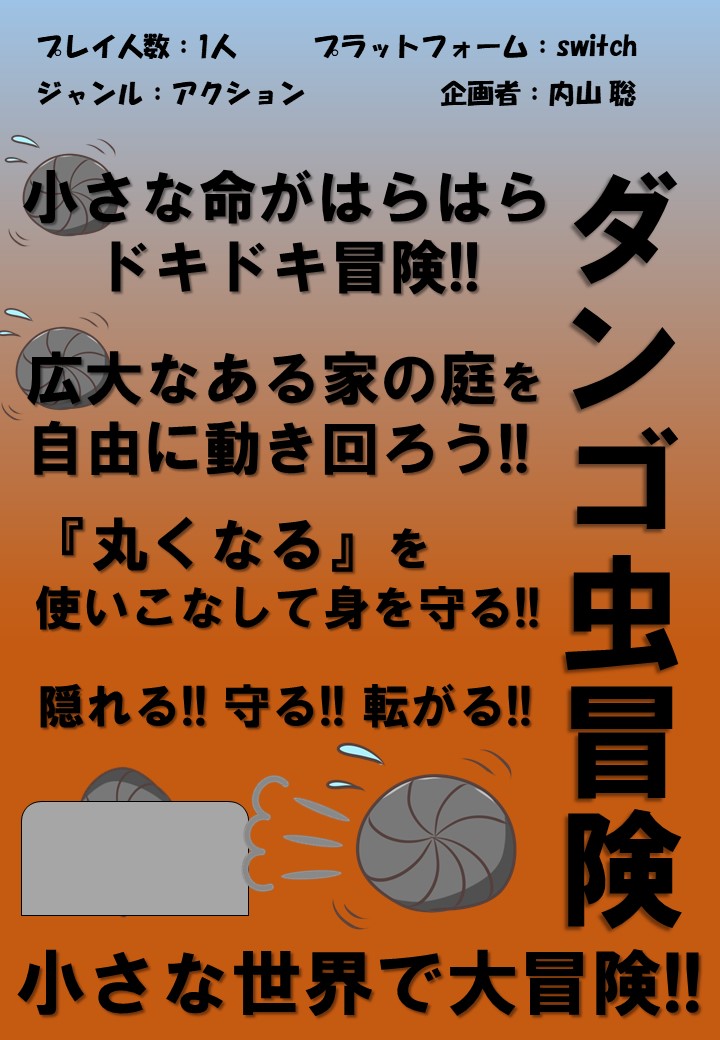 プレイ人数：1人
プラットフォーム：switch
ジャンル：アクション
企画者：内山 聡
ダンゴ虫冒険
小さな命がはらはら
ドキドキ冒険!!
広大なある家の庭を
自由に動き回ろう!!
『丸くなる』を
使いこなして身を守る!!
隠れる!! 守る!! 転がる!!
小さな世界で大冒険!!